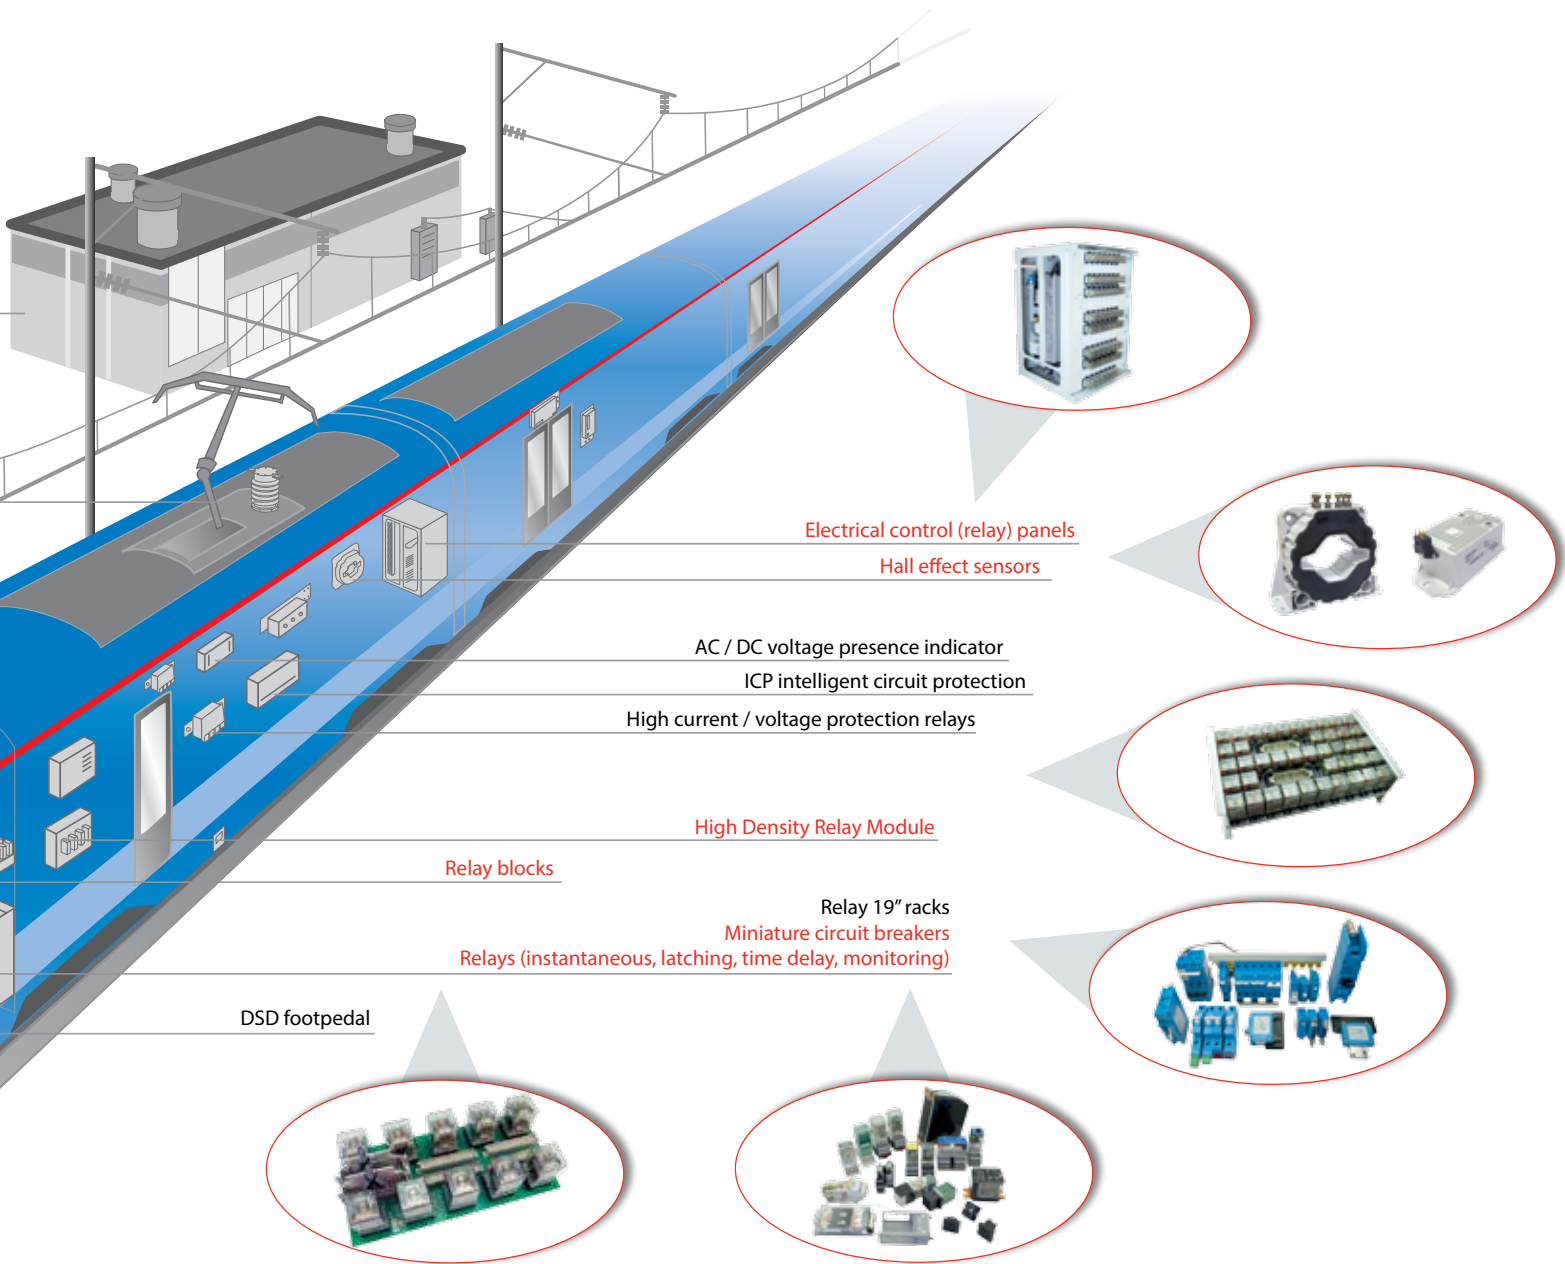 Electrical control (relay) panels
Hall effect sensors
AC / DC voltage presence indicator
ICP intelligent circuit protection
High current / voltage protection relays
High Density Relay Module
Relay blocks
Relay 19” racks
Miniature circuit breakers
Relays (instantaneous, latching, time delay, monitoring)
DSD footpedal